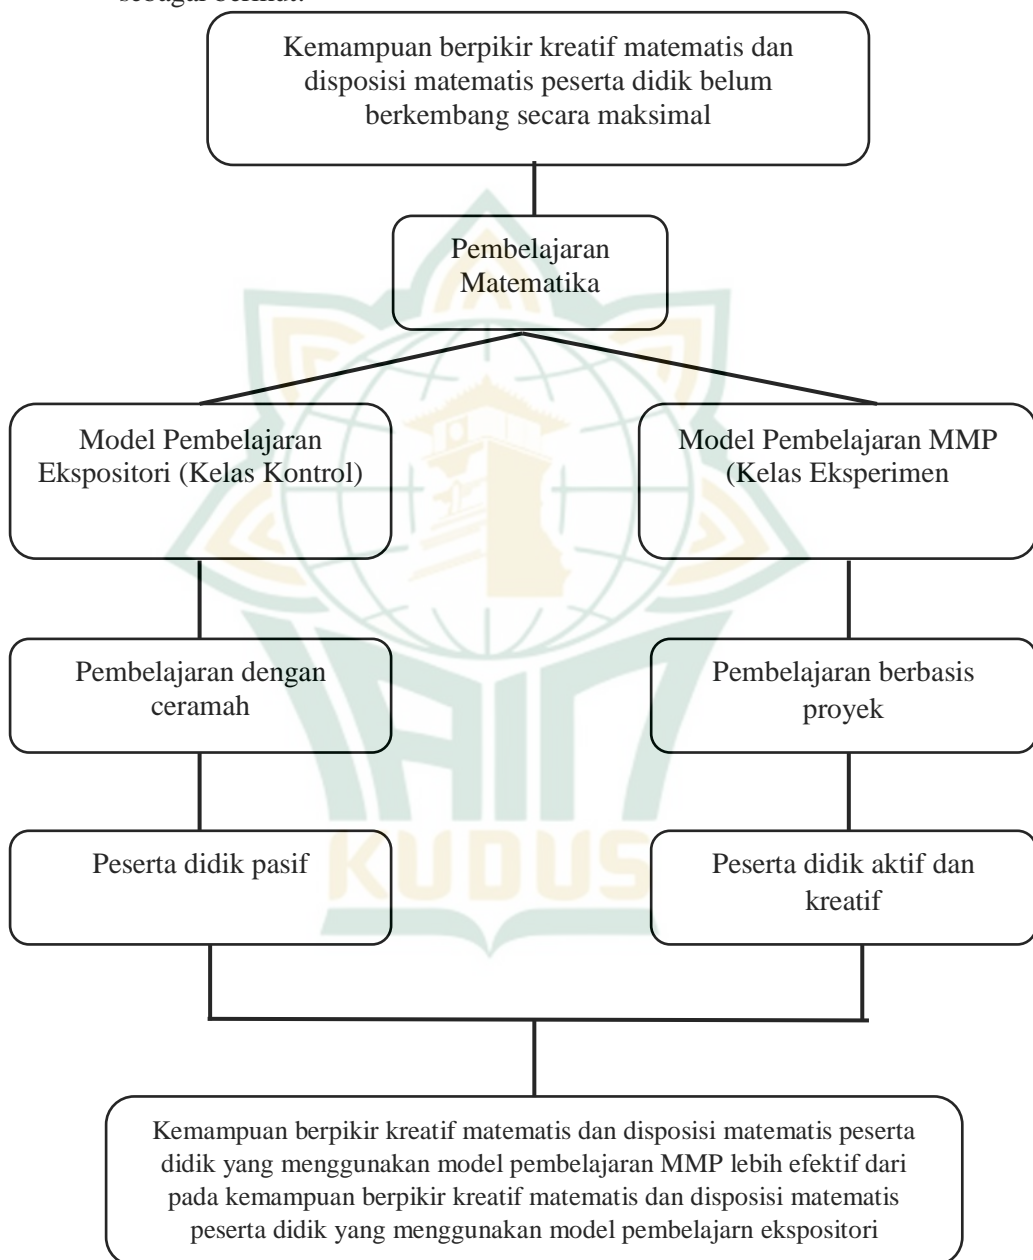 sebagai berikut:
Kemampuan berpikir kreatif matematis dan
disposisi matematis peserta didik belum
berkembang secara maksimal
Pembelajaran
Matematika
Model Pembelajaran
Ekspositori (Kelas Kontrol)
Model Pembelajaran MMP
(Kelas Eksperimen
Pembelajaran dengan
ceramah
Pembelajaran berbasis
proyek
Peserta didik pasif
Peserta didik aktif dan
kreatif
IAIN
KUDUS
Kemampuan berpikir kreatif matematis dan disposisi matematis peserta
didik yang menggunakan model pembelajaran MMP lebih efektif dari
pada kemampuan berpikir kreatif matematis dan disposisi matematis
peserta didik yang menggunakan model pembelajarn ekspositori